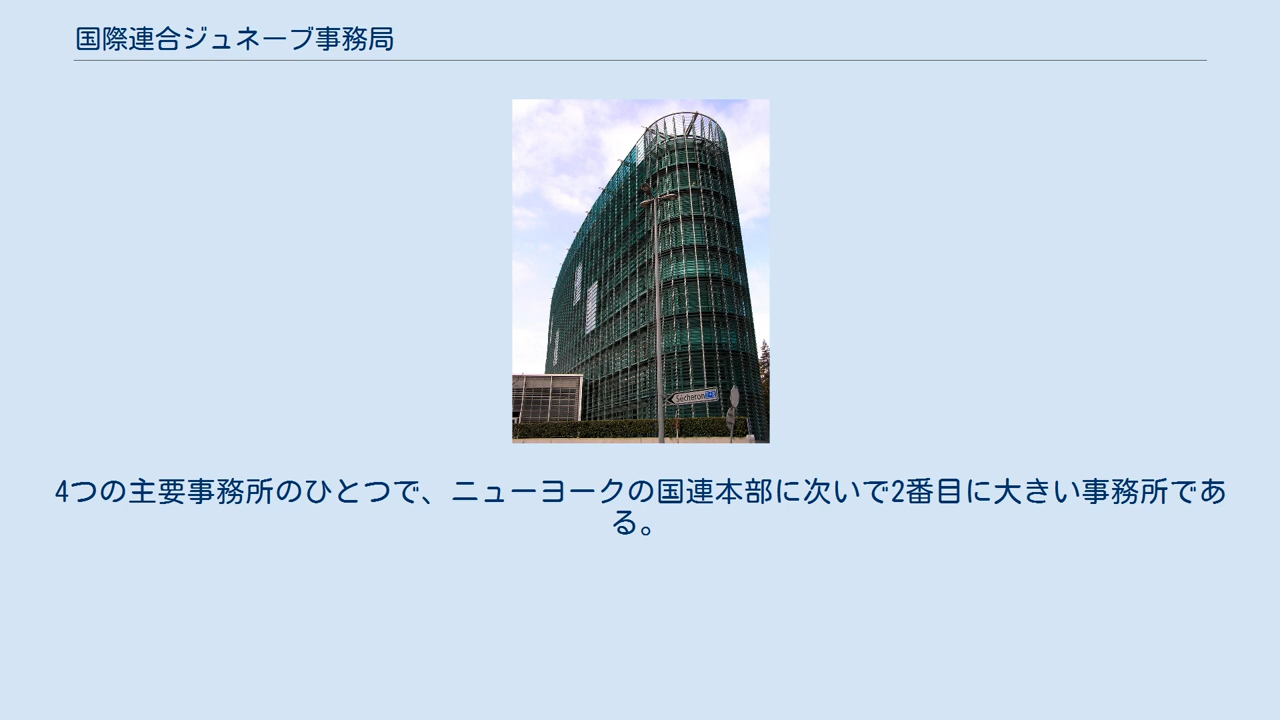 国際連合ジュネーブ事務局
Sécheron
4つの主要事務所のひとつで、ニューヨークの国連本部に次いで2番目に大きい事務所であ
る。